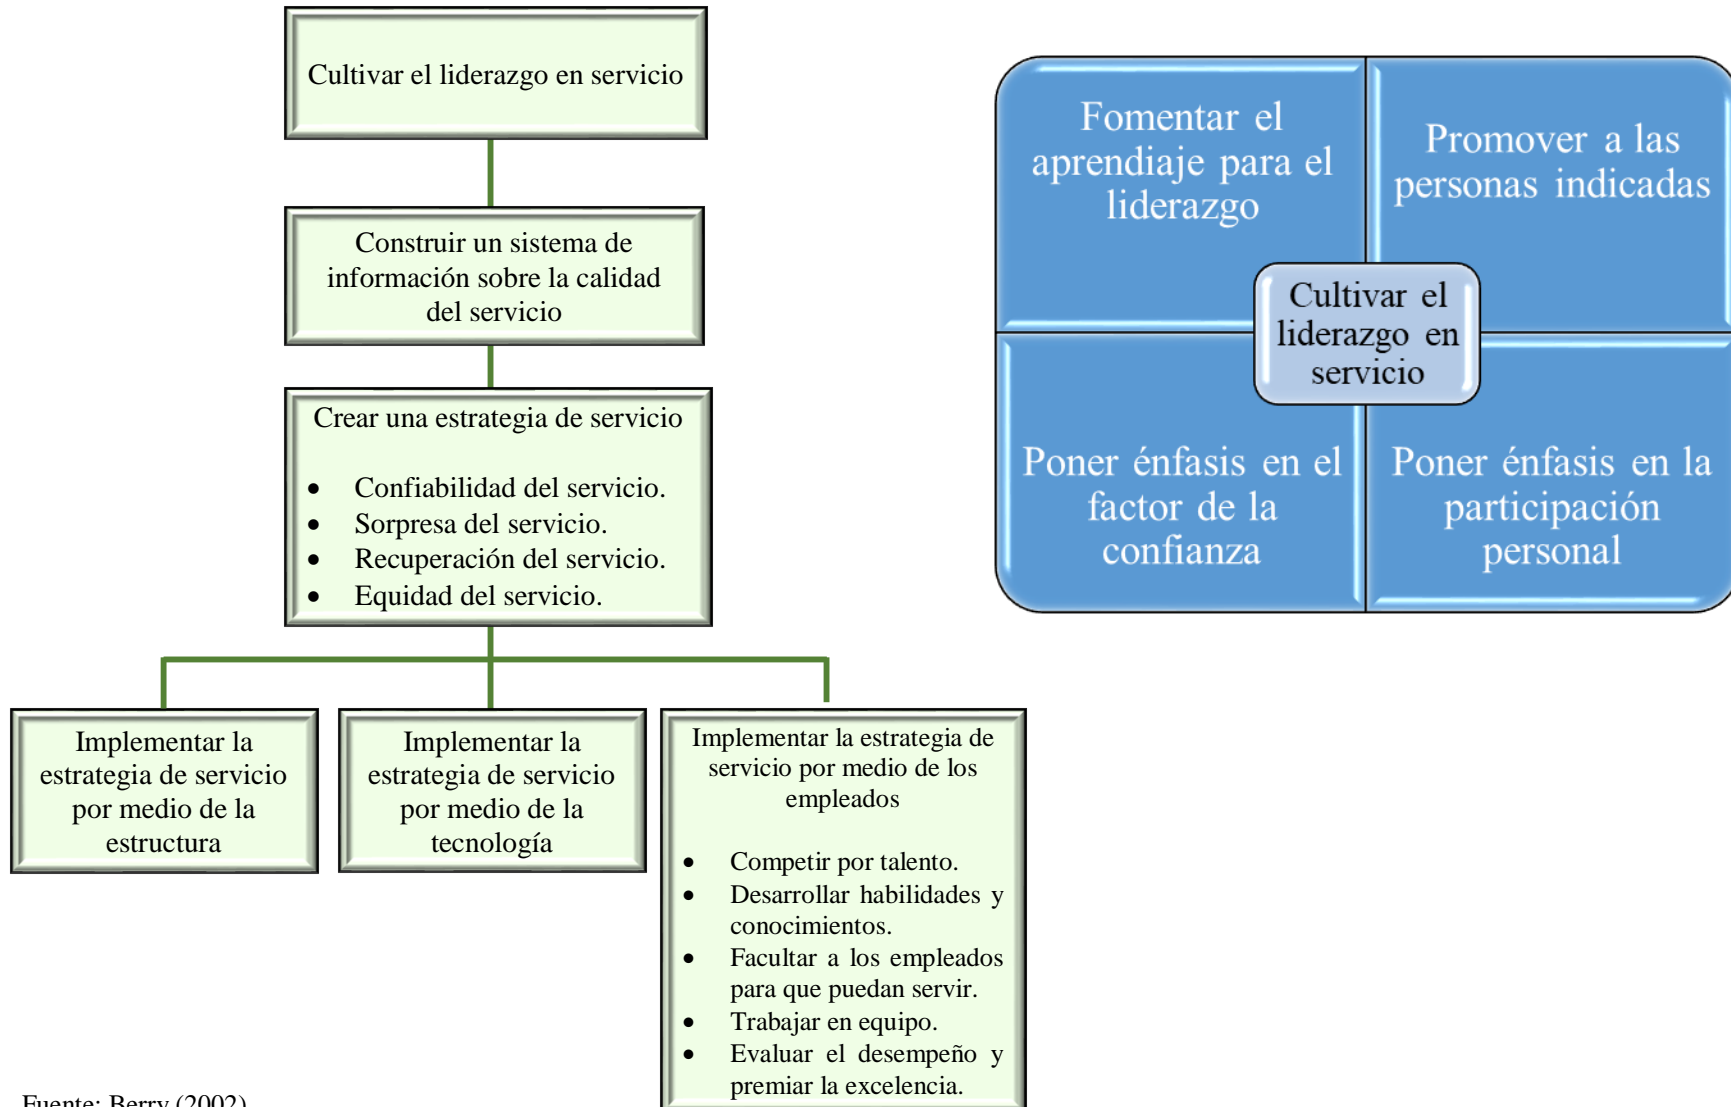 Cultivar el liderazgo en servicio
Construir un sistema de
información sobre la calidad
del servicio
Crear una estrategia de servicio
• Confiabilidad del servicio.
• Sorpresa del servicio.
• Recuperación del servicio.
• Equidad del servicio.
Implementar la
estrategia de servicio
por medio de la
estructura
Implementar la
estrategia de servicio
por medio de la
tecnología
Implementar la estrategia de
servicio por medio de los
empleados
• Competir por talento.
• Desarrollar habilidades y
conocimientos.
• Facultar a los empleados
para que puedan servir.
• Trabajar en equipo.
• Evaluar el desempeño y
premiar la excelencia.
Fuente: Berry (2002)
Fomentar el
aprendiaje para el
liderazgo
Promover a las
personas indicadas
Cultivar el
liderazgo en
servicio
Poner énfasis en el
factor de la
confianza
Poner énfasis en la
participación
personal